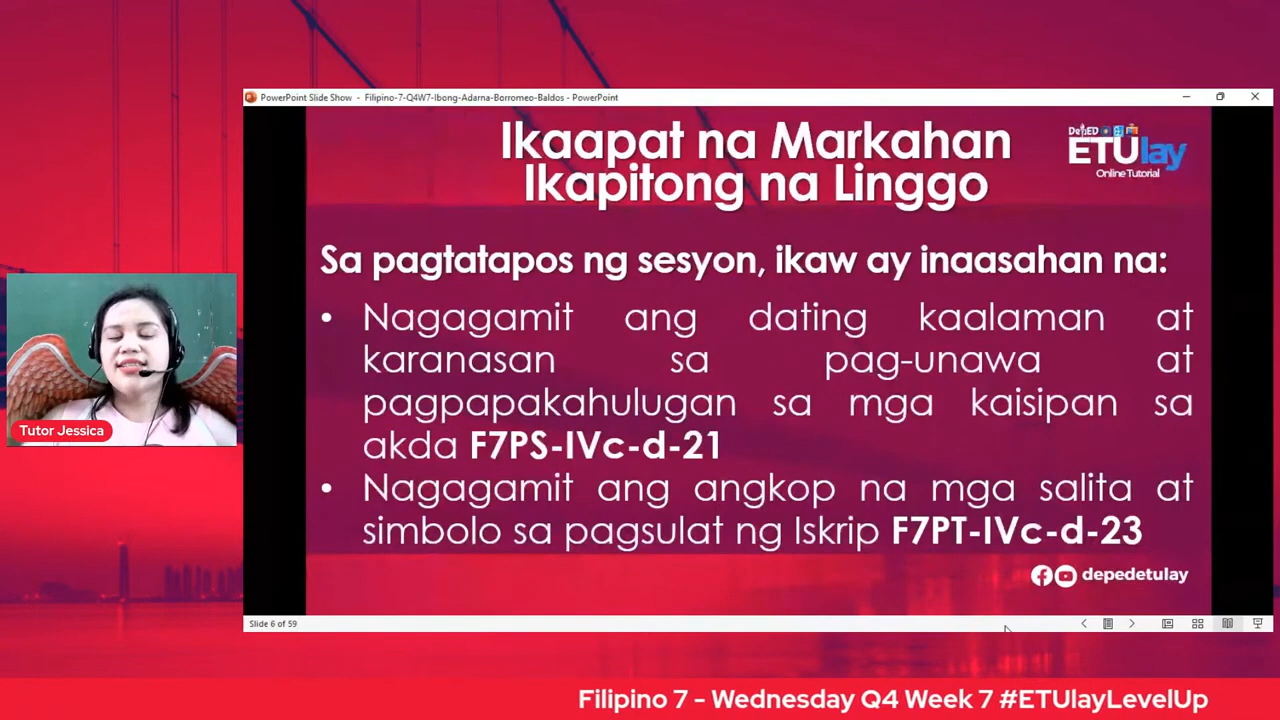 PowerPoint Slide Show - Filipino-7-Q4W7-Ibong-Adarna-Borromeo-Baldos - PowerPoint
Ikaapat na Markahan
Ikapitong na Linggo
DepED
ETUlay
Online Tutorial
Sa pagtatapos ng sesyon, ikaw ay inaasahan na:
• Nagagamit ang dating kaalaman at
karanasan sa pag-unawa at
pagpapakahulugan sa mga kaisipan sa
akda F7PS-IVc-d-21
• Nagagamit ang angkop na mga salita at
simbolo sa pagsulat ng Iskrip F7PT-IVc-d-23
depedetulay
Tutor Jessica
Slide 6 of 59
Filipino 7 - Wednesday Q4 Week 7 #ETUlayLevelUp